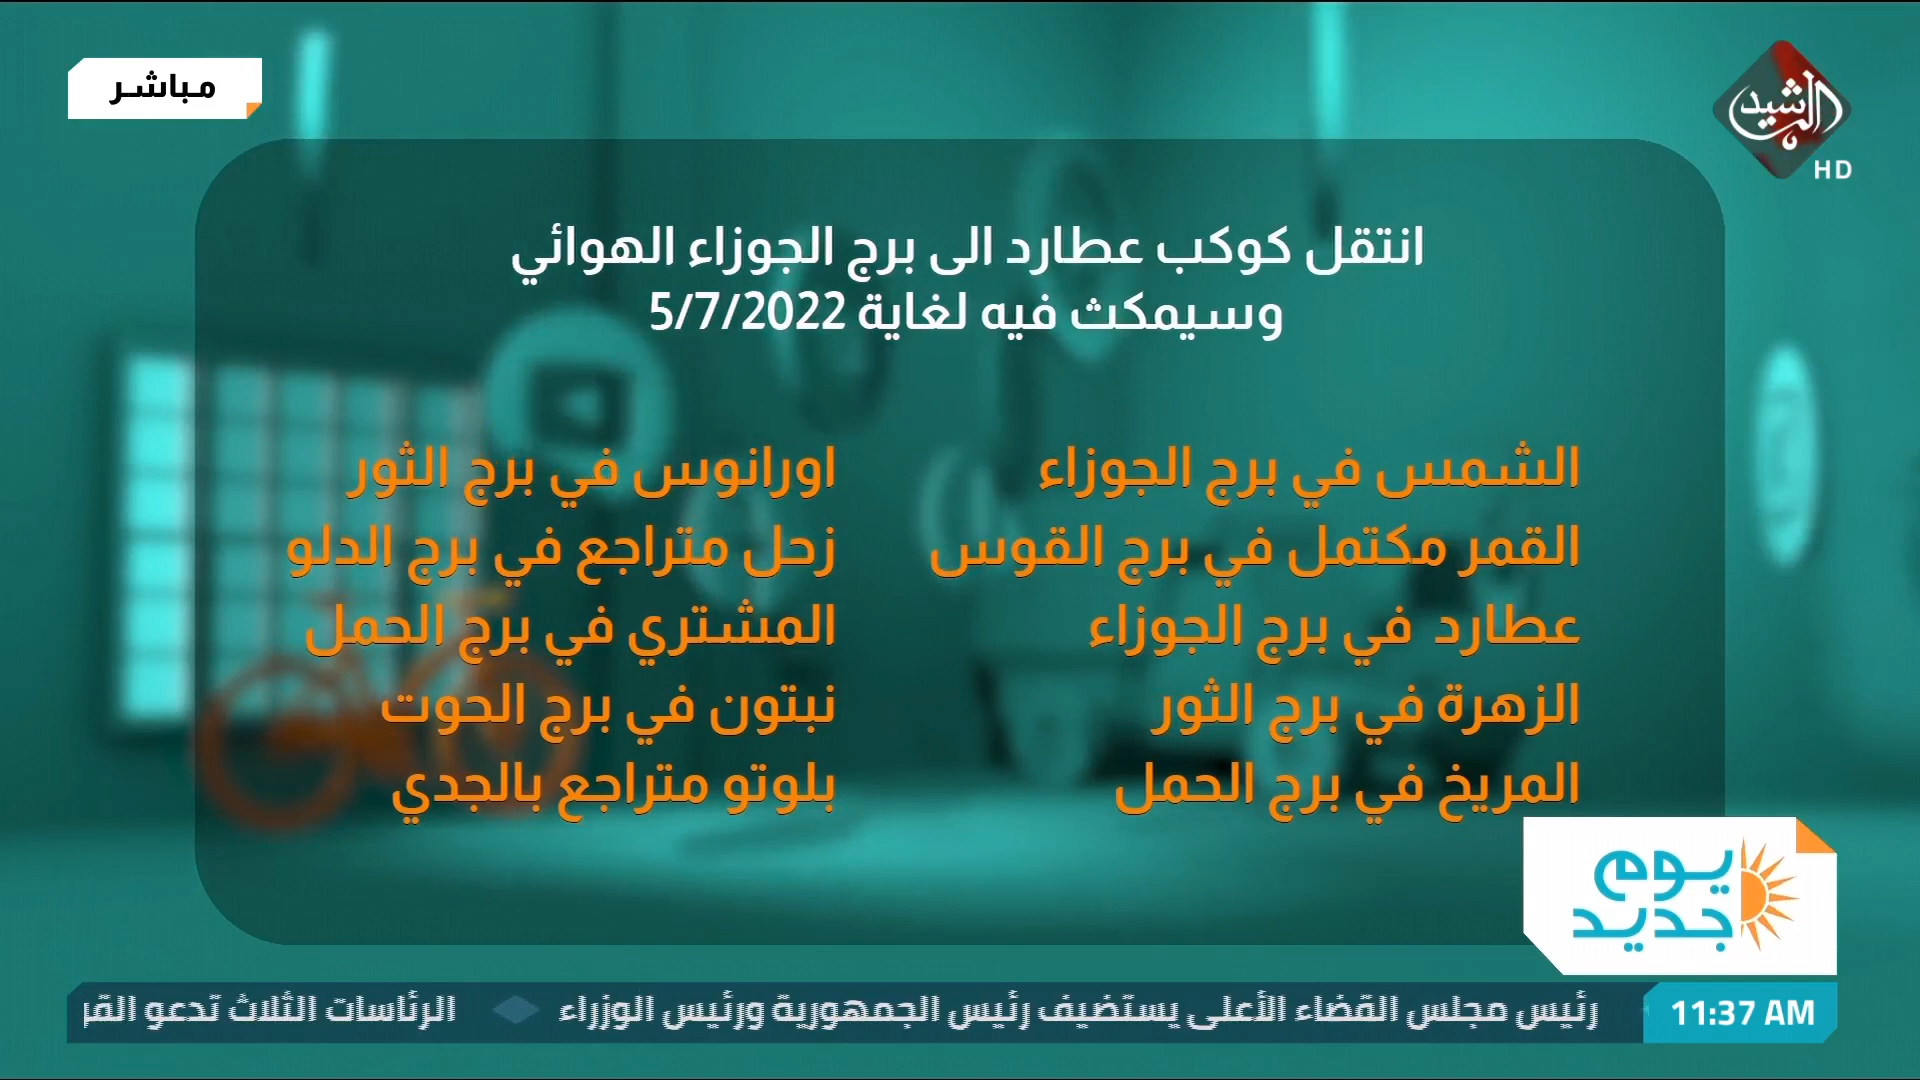 مباشر
الرشيد
HD
انتقل كوكب عطارد الى برج الجوزاء الهوائي
وسيمكث فيه لغاية 5/7/2022
الشمس في برج الجوزاء
القمر مكتمل في برج القوس
عطارد في برج الجوزاء
الزهرة في برج الثور
المريخ في برج الحمل
اورانوس في برج الثور
زحل متراجع في برج الدلو
المشتري في برج الحمل
نبتون في برج الحوت
بلوتو متراجع بالجدي
يوم
جديد
11:37 AM
رئيس مجلس القضاء الأعلى يستضيف رئيس الجمهورية ورئيس الوزراء
الرئاسات الثلاث تدعو